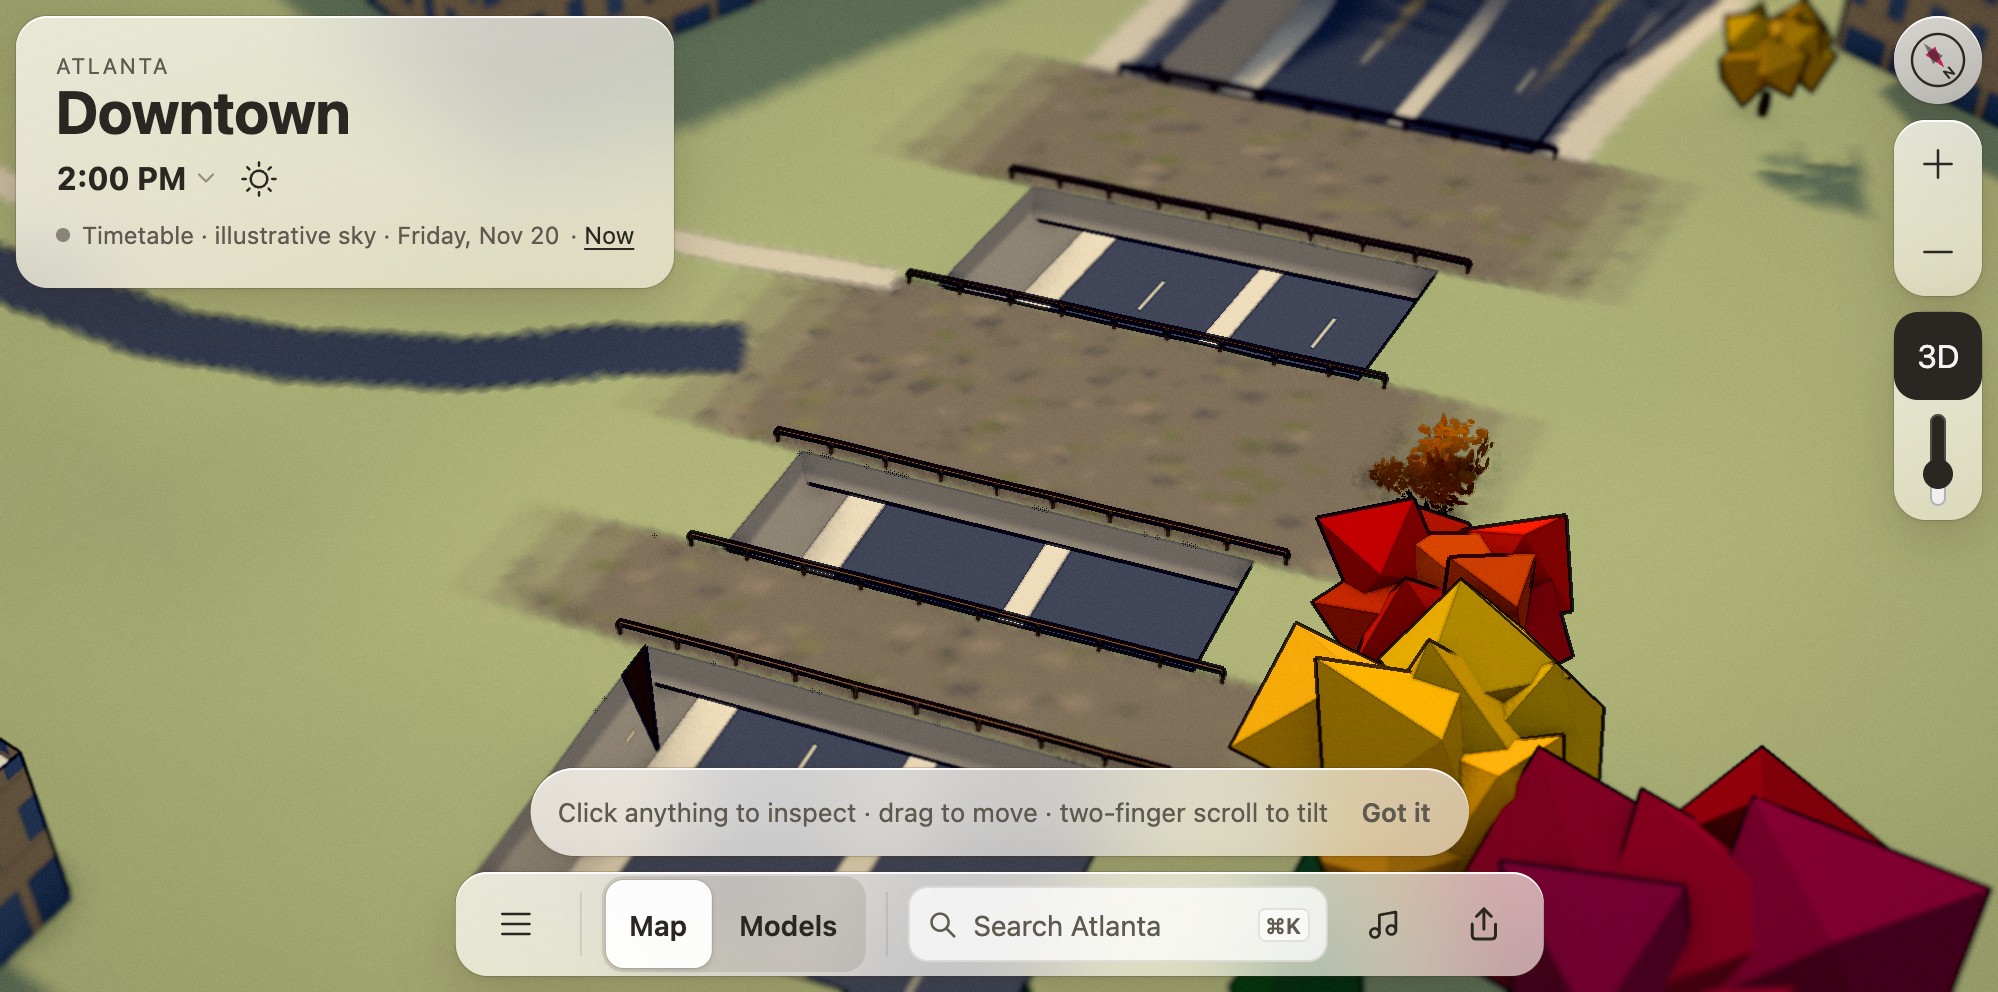 ATLANTA
Downtown
2:00 PM
Timetable · illustrative sky · Friday, Nov 20 · Now
N
3D
Click anything to inspect · drag to move · two-finger scroll to tilt Got it
Map Models Search Atlanta ⌘K